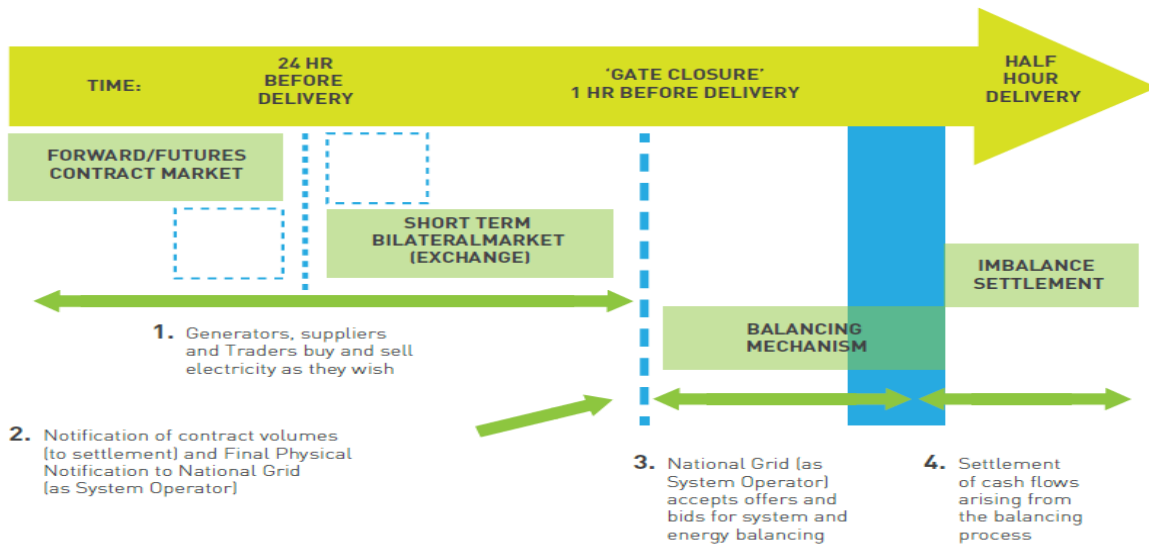 TIME:
24 HR
BEFORE
DELIVERY
‘GATE CLOSURE’
1 HR BEFORE DELIVERY
HALF
HOUR
DELIVERY
FORWARD/FUTURES
CONTRACT MARKET
SHORT TERM
BILATERALMARKET
(EXCHANGE)
IMBALANCE
SETTLEMENT
BALANCING
MECHANISM
1. Generators, suppliers
and Traders buy and sell
electricity as they wish
2. Notification of contract volumes
(to settlement) and Final Physical
Notification to National Grid
(as System Operator)
3. National Grid (as
System Operator)
accepts offers and
bids for system and
energy balancing
4. Settlement
of cash flows
arising from
the balancing
process